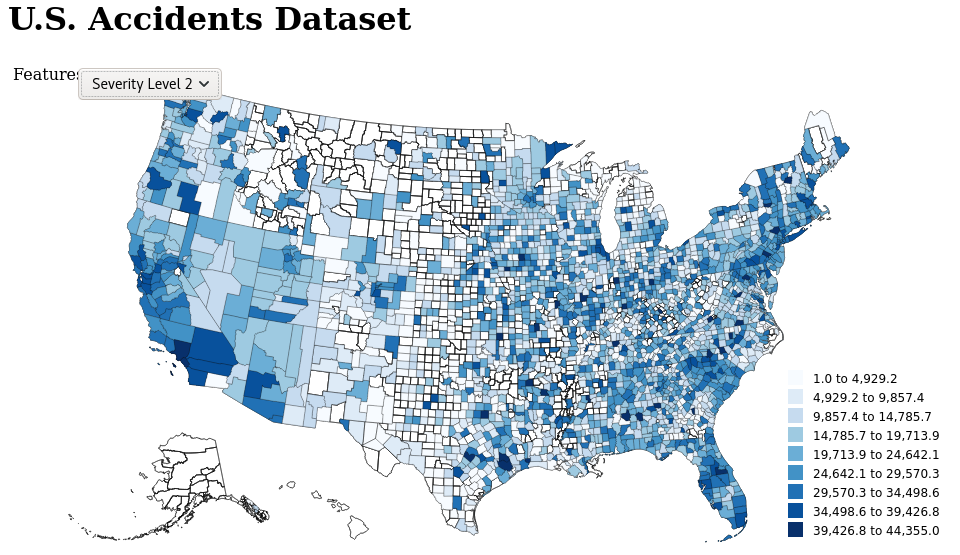 U.S. Accidents Dataset
Features
Severity Level 2
1.0 to 4,929.2
4,929.2 to 9,857.4
9,857.4 to 14,785.7
14,785.7 to 19,713.9
19,713.9 to 24,642.1
24,642.1 to 29,570.3
29,570.3 to 34,498.6
34,498.6 to 39,426.8
39,426.8 to 44,355.0